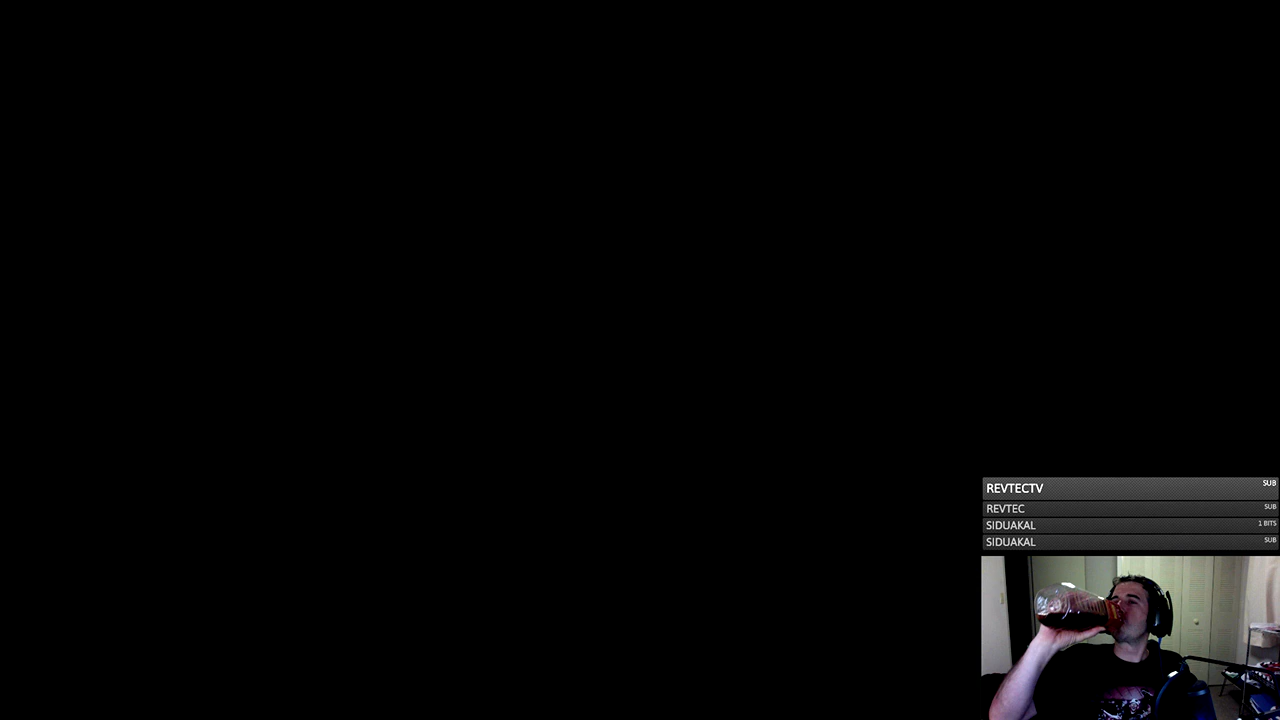 REVTECTV SUB
REVTEC SUB
SIDUAKAL 1 BITS
SIDUAKAL SUB